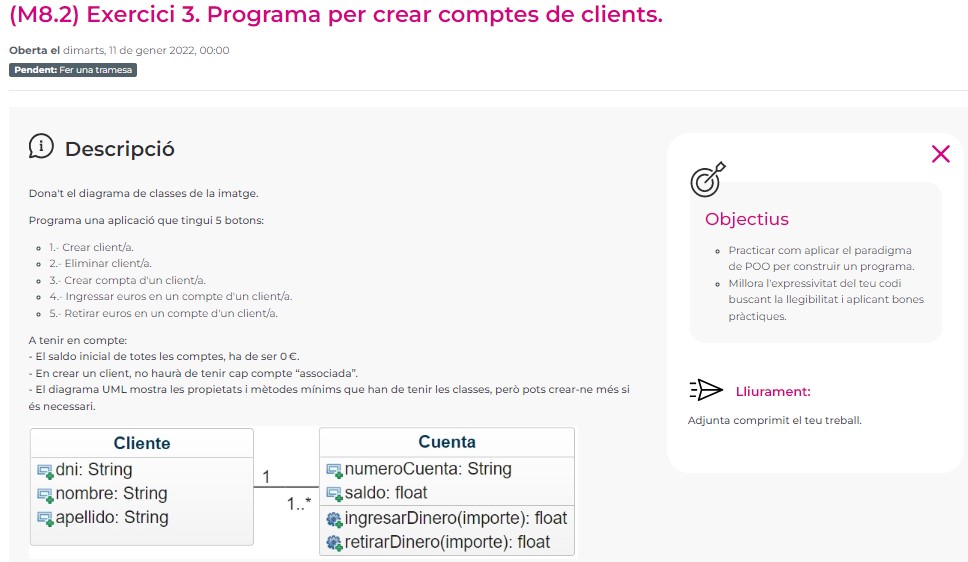 (M8.2) Exercici 3. Programa per crear comptes de clients.
Oberta el dimarts, 11 de gener 2022, 00:00
Pendent: Fer una tramesa
Descripció
Dona't el diagrama de classes de la imatge.
Programa una aplicació que tingui 5 botons:
1.- Crear client/a.
2.- Eliminar client/a.
3.- Crear compta d'un client/a.
4.- Ingressar euros en un compte d'un client/a.
5.- Retirar euros en un compte d'un client/a.
A tenir en compte:
- El saldo inicial de totes les comptes, ha de ser 0 €.
- En crear un client, no haurà de tenir cap compte “associada”.
- El diagrama UML mostra les propietats i mètodes mínims que han de tenir les classes, però pots crear-ne més si
és necessari.
Cliente
dni: String
nombre: String
apellido: String
1
1..*
Cuenta
numeroCuenta: String
saldo: float
ingresarDinero(importe): float
retirarDinero(importe): float
Objectius
Practicar com aplicar el paradigma
de POO per construir un programa.
Millora l'expressivitat del teu codi
buscant la llegibilitat i aplicant bones
pràctiques.
Lliurament:
Adjunta comprimit el teu treball.